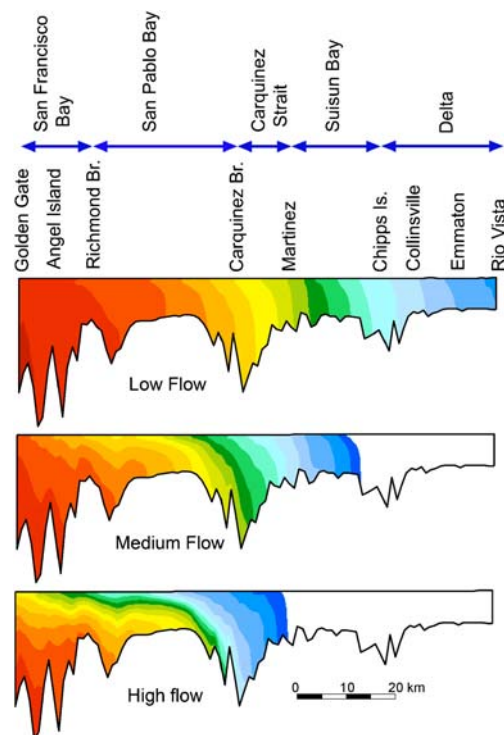 San Francisco
Bay
San Pablo Bay
Carquinez
Strait
Suisun Bay
Delta
Golden Gate
Angel Island
Richmond Br.
Carquinez Br.
Martinez
Chipps Is.
Collinsville
Emmaton
Rio Vista
Low Flow
Medium Flow
High flow
0 10 20 km